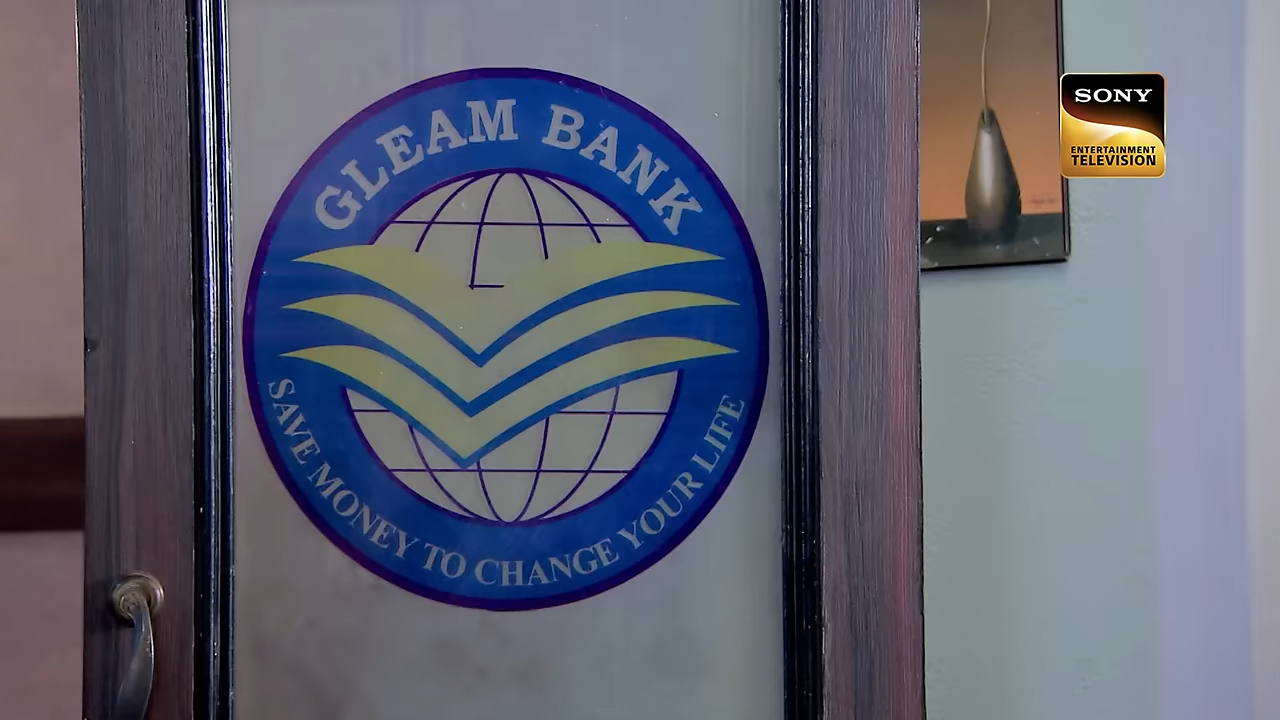 GLEAM BANK
SAVE MONEY TO CHANGE YOUR LIFE
SONY
ENTERTAINMENT
TELEVISION